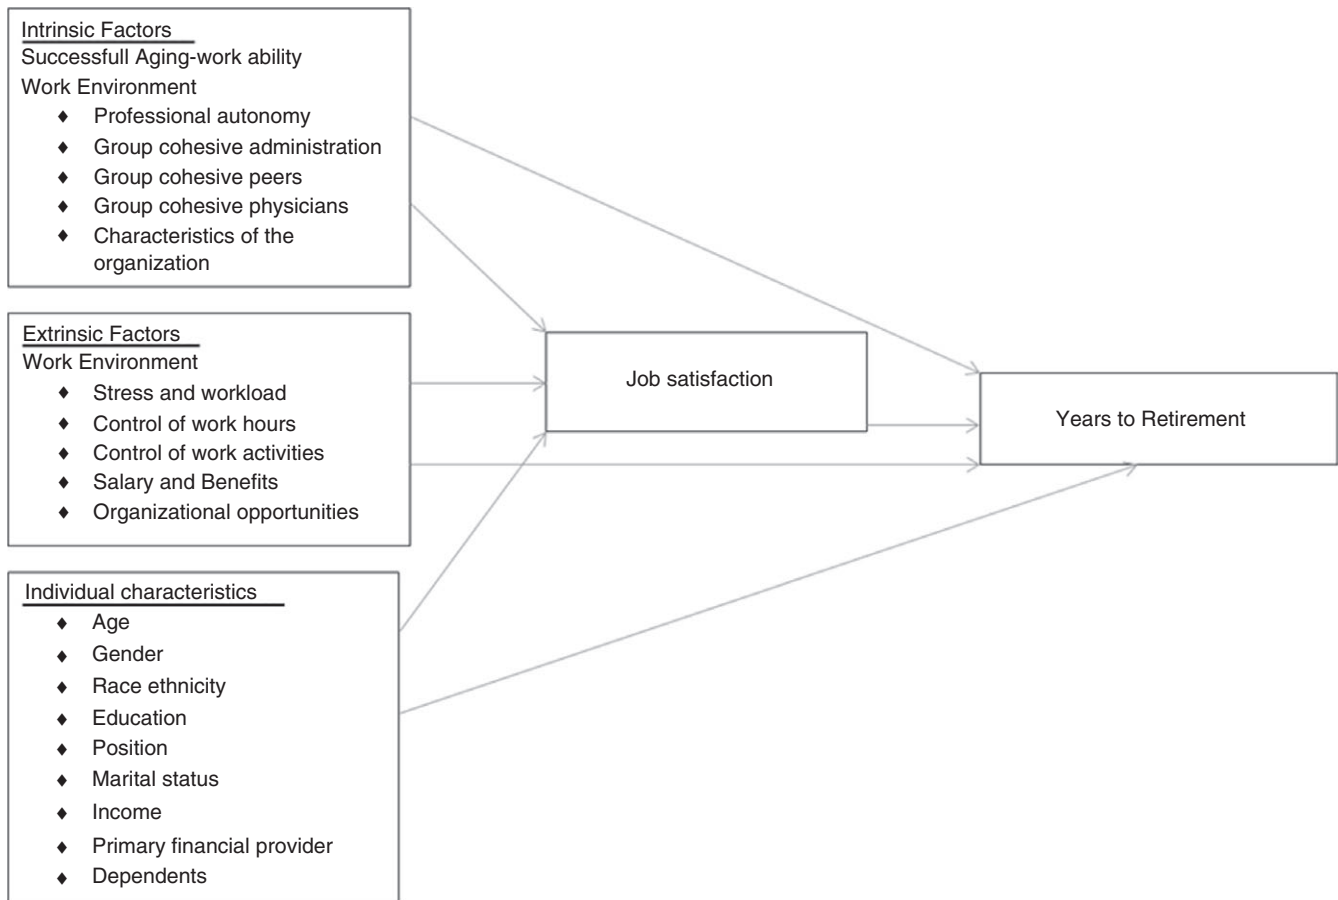 Intrinsic Factors
Successfull Aging-work ability
Work Environment
♦ Professional autonomy
♦ Group cohesive administration
♦ Group cohesive peers
♦ Group cohesive physicians
♦ Characteristics of the
organization
Extrinsic Factors
Work Environment
♦ Stress and workload
♦ Control of work hours
♦ Control of work activities
♦ Salary and Benefits
♦ Organizational opportunities
Individual characteristics
♦ Age
♦ Gender
♦ Race ethnicity
♦ Education
♦ Position
♦ Marital status
♦ Income
♦ Primary financial provider
♦ Dependents
Job satisfaction
Years to Retirement